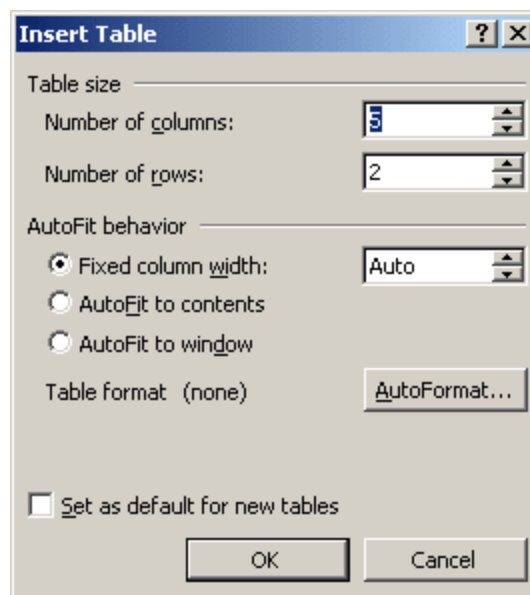 Insert Table
Table size
Number of columns: 5
Number of rows: 2
AutoFit behavior
Fixed column width: Auto
AutoFit to contents
AutoFit to window
Table format (none) AutoFormat...
Set as default for new tables
OK Cancel